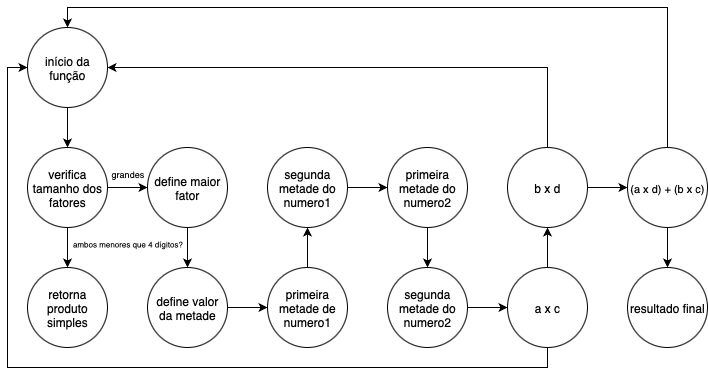 início da
função
verifica
tamanho dos
fatores
grandes
define maior
fator
segunda
metade do
numero1
primeira
metade do
numero2
b x d
(a x d) + (b x c)
ambos menores que 4 dígitos?
retorna
produto
simples
define valor
da metade
primeira
metade de
numero1
segunda
metade do
numero2
a x c
resultado final